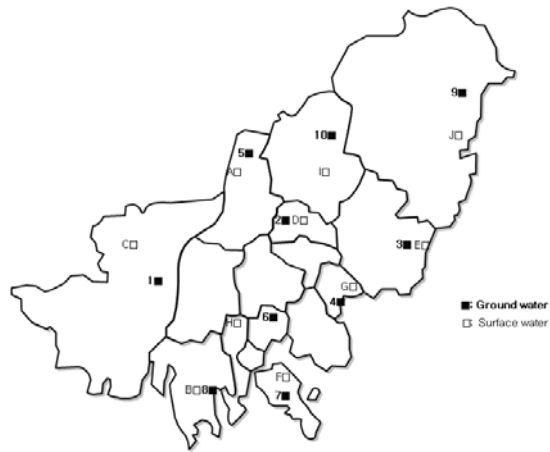 9■
10■
J□
5■
A□
I□
2■ D□
C□
3■ E□
1■
G□
4■
■: Ground water
6■
H□
□: Surface water
F□
B□ 8■
7■